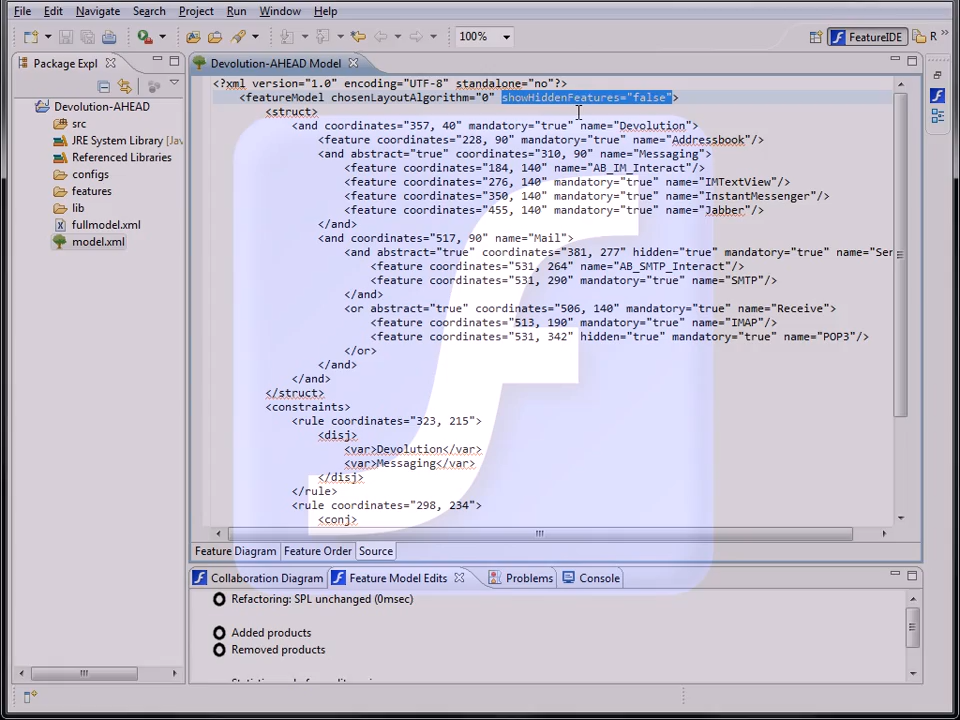 File Edit Navigate Search Project Run Window Help
100% FeatureIDE R »
Package Expl
Devolution-AHEAD Model
Devolution-AHEAD
src
JRE System Library [Jav
Referenced Libraries
configs
features
lib
fullmodel.xml
model.xml
<?xml version="1.0" encoding="UTF-8" standalone="no"?>
<featureModel chosenLayoutAlgorithm="0" showHiddenFeatures="false">
<struct>
<and coordinates="357, 40" mandatory="true" name="Devolution">
<feature coordinates="228, 90" mandatory="true" name="Addressbook"/>
<and abstract="true" coordinates="310, 90" name="Messaging">
<feature coordinates="184, 140" name="AB_IM_Interact"/>
<feature coordinates="276, 140" mandatory="true" name="IMTextView"/>
<feature coordinates="350, 140" mandatory="true" name="InstantMessenger"/>
<feature coordinates="455, 140" mandatory="true" name="Jabber"/>
</and>
<and coordinates="517, 90" name="Mail">
<and abstract="true" coordinates="381, 277" hidden="true" mandatory="true" name="Sen
<feature coordinates="531, 264" name="AB_SMTP_Interact"/>
<feature coordinates="531, 290" mandatory="true" name="SMTP"/>
</and>
<or abstract="true" coordinates="506, 140" mandatory="true" name="Receive">
<feature coordinates="513, 190" mandatory="true" name="IMAP"/>
<feature coordinates="531, 342" hidden="true" mandatory="true" name="POP3"/>
</or>
</and>
</and>
</struct>
<constraints>
<rule coordinates="323, 215">
<disj>
<var>Devolution</var>
<var>Messaging</var>
</disj>
</rule>
<rule coordinates="298, 234">
<conj>
Feature Diagram Feature Order Source
Collaboration Diagram Feature Model Edits Problems Console
Refactoring: SPL unchanged (0msec)
Added products
Removed products